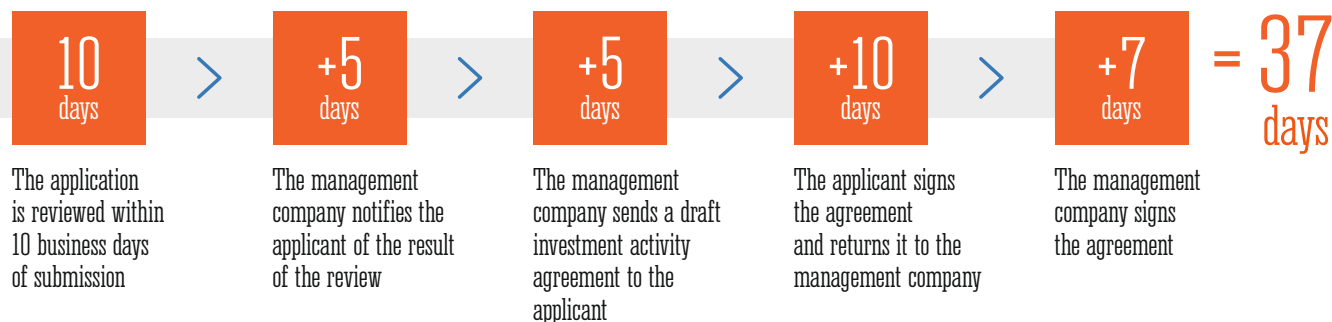 10
days
+5
days
+5
days
+10
days
+7
days
= 37
days
The application
is reviewed within
10 business days
of submission
The management
company notifies the
applicant of the result
of the review
The management
company sends a draft
investment activity
agreement to the
applicant
The applicant signs
the agreement
and returns it to the
management company
The management
company signs
the agreement